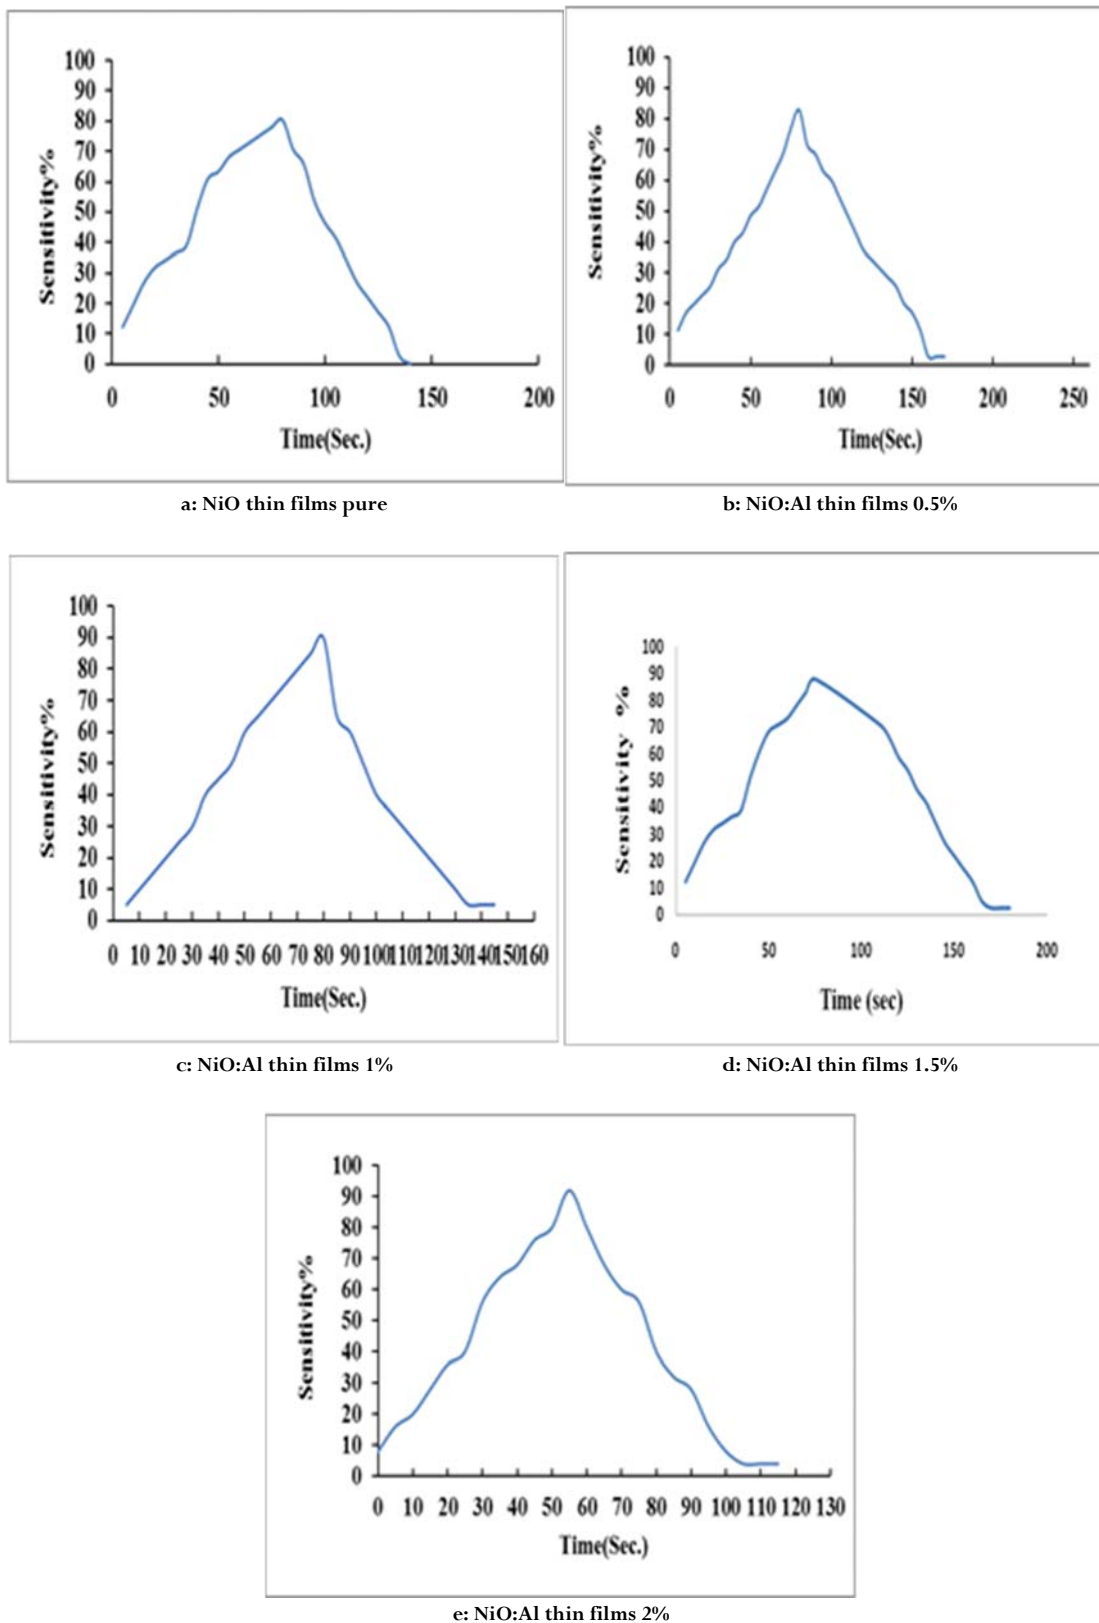 100
90
80
70
60
50
40
30
20
10
0
Sensitivity%
0 50 100 150 200
Time(Sec.)
a: NiO thin films pure
100
90
80
70
60
50
40
30
20
10
0
Sensitivity%
0 50 100 150 200 250
Time(Sec.)
b: NiO:Al thin films 0.5%
100
90
80
70
60
50
40
30
20
10
0
Sensitivity%
0 10 20 30 40 50 60 70 80 90 100 110 120 130 140 150 160
Time(Sec.)
c: NiO:Al thin films 1%
100
90
80
70
60
50
40
30
20
10
0
Sensitivity %
0 50 100 150 200
Time (sec)
d: NiO:Al thin films 1.5%
100
90
80
70
60
50
40
30
20
10
0
Sensitivity%
0 10 20 30 40 50 60 70 80 90 100 110 120 130
Time(Sec.)
e: NiO:Al thin films 2%